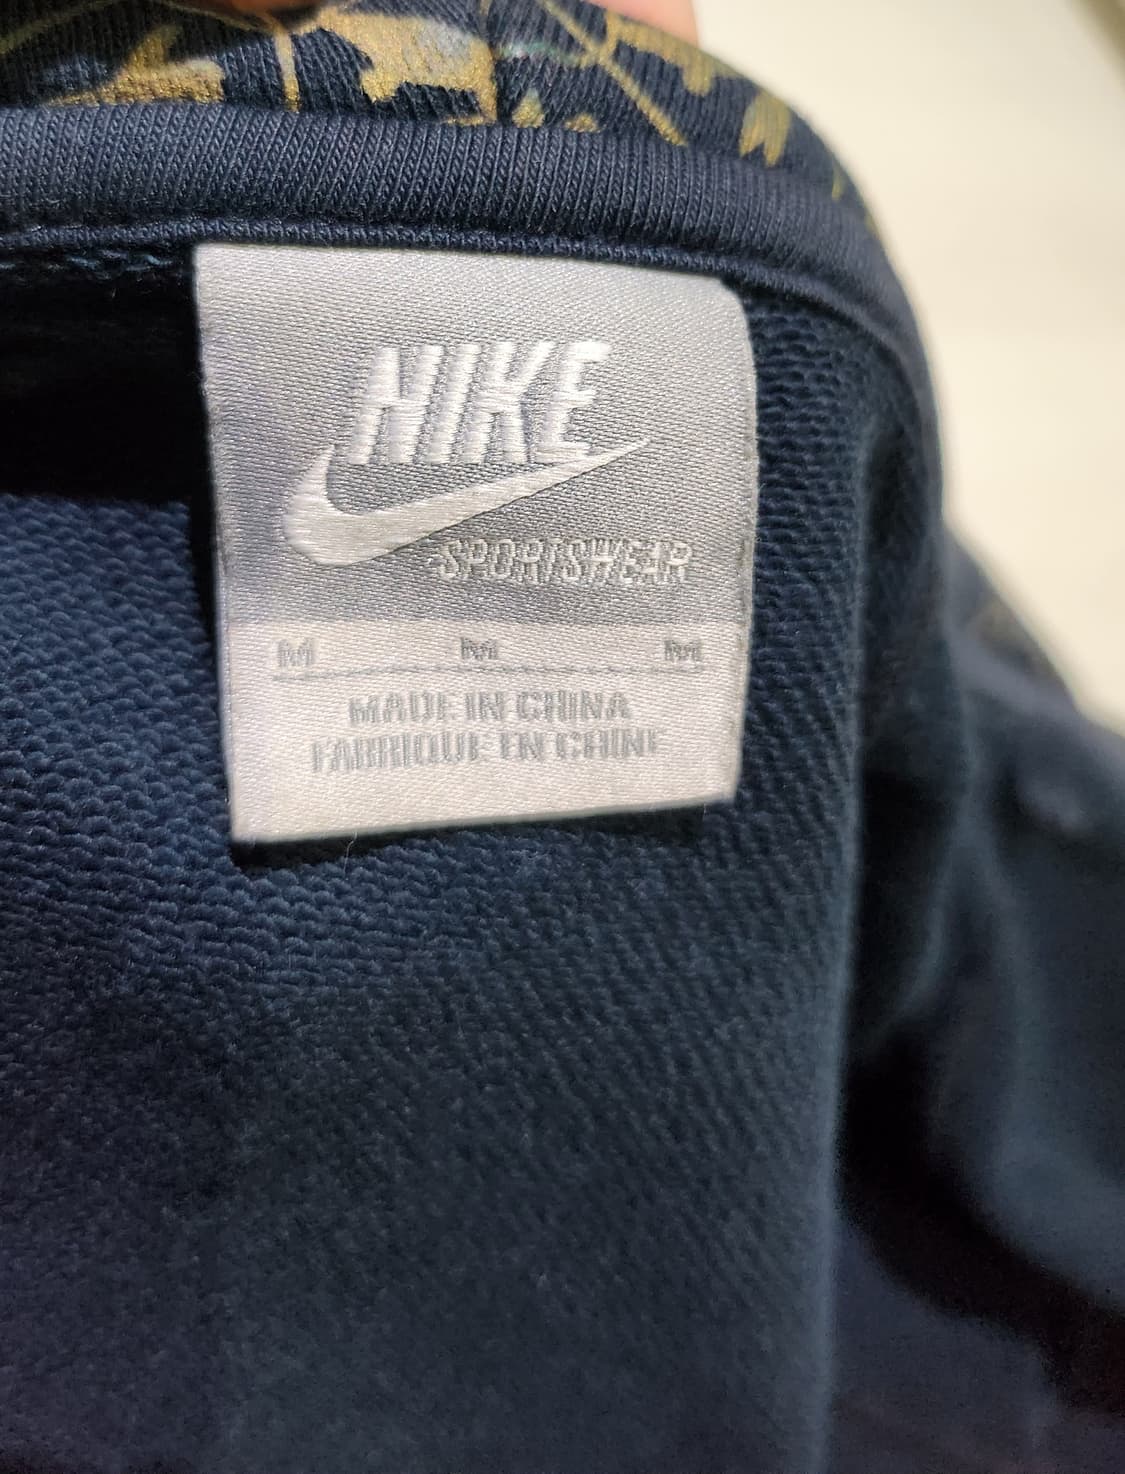 NIKE
SPORTSWEAR
M M M
MADE IN CHINA
FABRIQUE EN CHINE